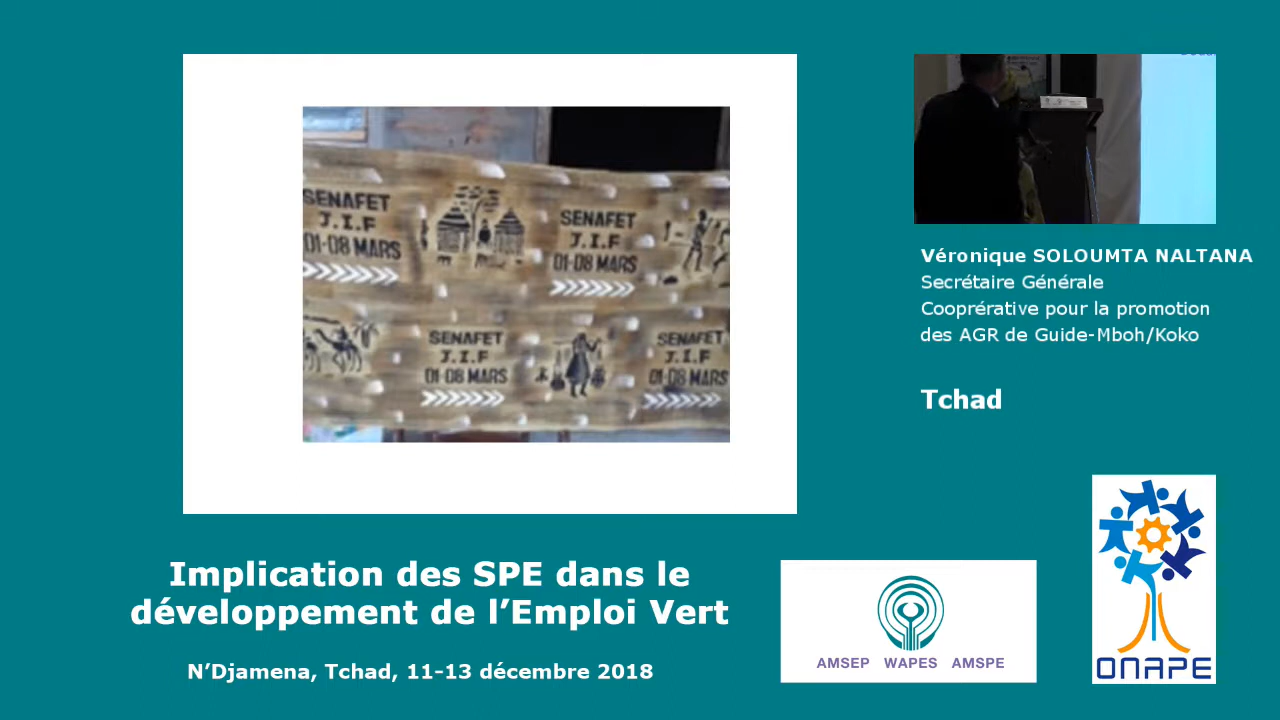 SENAFET
J.I.F
01-08 MARS
SENAFET
J.I.F
01-08 MARS
SENAFET
J.I.F
01-08 MARS
SENAFET
J.I.F
01-08 MARS
Véronique SOLOUMTA NALTANA
Secrétaire Générale
Cooprérative pour la promotion
des AGR de Guide-Mboh/Koko
Tchad
Implication des SPE dans le
développement de l’Emploi Vert
N’Djamena, Tchad, 11-13 décembre 2018
AMSEP WAPES AMSPE
ONAPE